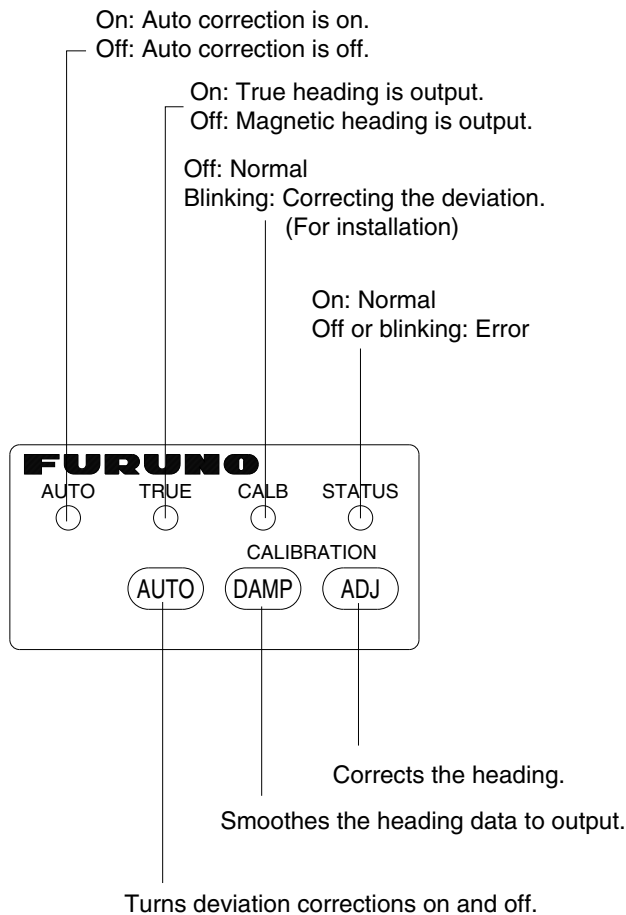 On: Auto correction is on.
Off: Auto correction is off.
On: True heading is output.
Off: Magnetic heading is output.
Off: Normal
Blinking: Correcting the deviation.
(For installation)
On: Normal
Off or blinking: Error
FURUNO
AUTO TRUE CALB STATUS
CALIBRATION
AUTO DAMP ADJ
Corrects the heading.
Smoothes the heading data to output.
Turns deviation corrections on and off.